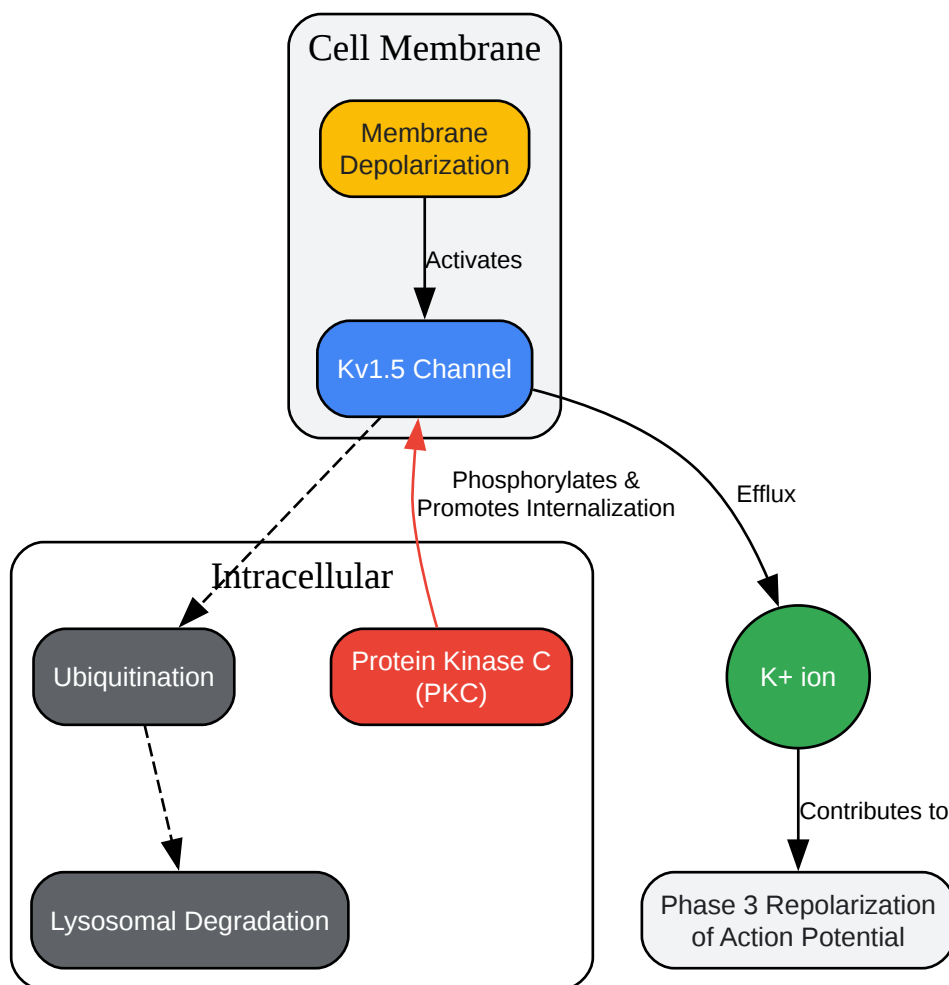 Cell Membrane
Membrane
Depolarization
Activates
Kv1.5 Channel
Phosphorylates &
Promotes Internalization
Efflux
Intracellular
Ubiquitination
Protein Kinase C
(PKC)
K+ ion
Contributes to
Lysosomal Degradation
Phase 3 Repolarization
of Action Potential